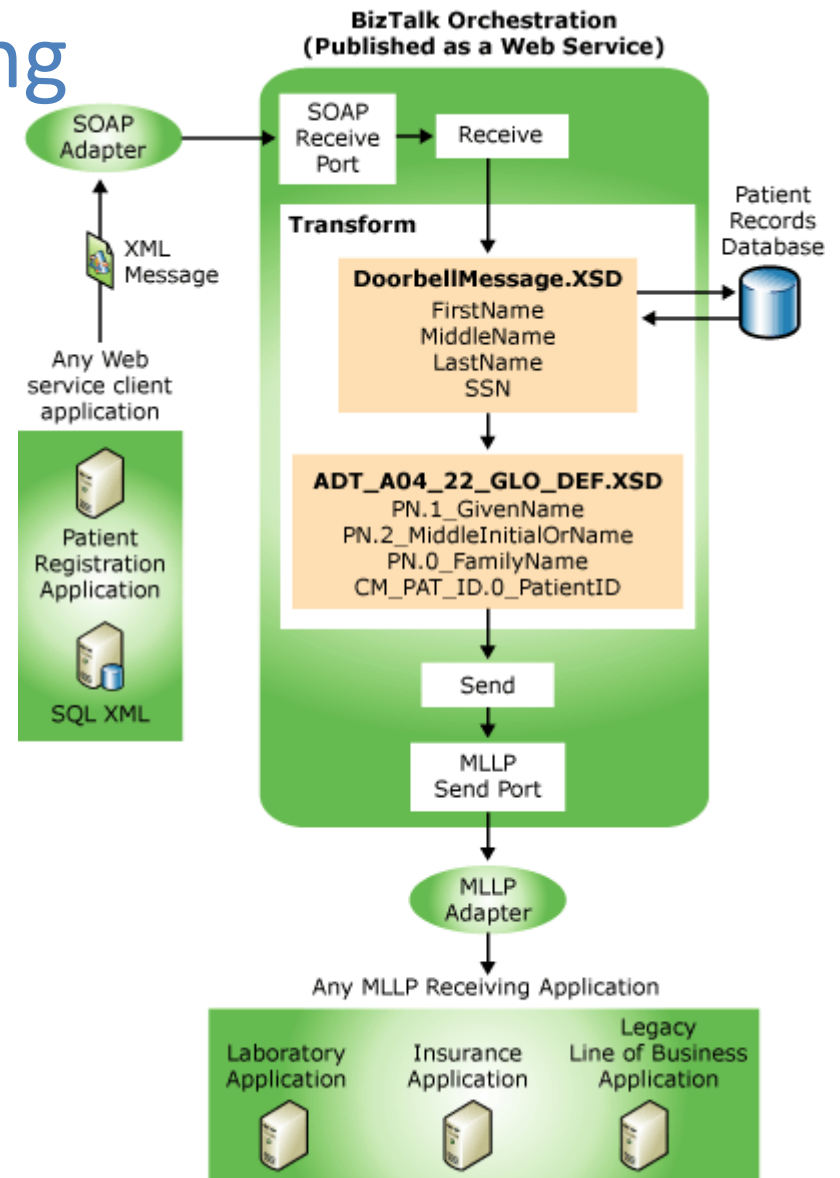 ng
BizTalk Orchestration
(Published as a Web Service)
SOAP
Adapter
SOAP
Receive
Port
Receive
XML
Message
Patient
Records
Database
Transform
DoorbellMessage.XSD
FirstName
MiddleName
LastName
SSN
Any Web
service client
application
Patient
Registration
Application
SQL XML
ADT_A04_22_GLO_DEF.XSD
PN.1_GivenName
PN.2_MiddleInitialOrName
PN.0_FamilyName
CM_PAT_ID.0_PatientID
Send
MLLP
Send Port
MLLP
Adapter
Any MLLP Receiving Application
Laboratory
Application
Insurance
Application
Legacy
Line of Business
Application